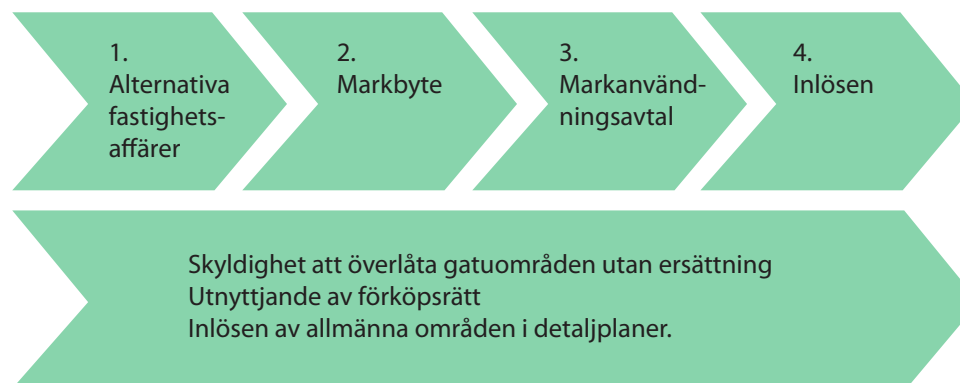 1.
Alternativa
fastighets-
affärer
2.
Markbyte
3.
Markanvänd-
ningsavtal
4.
Inlösen
Skyldighet att överlåta gatuområden utan ersättning
Utnyttjande av förköpsrätt
Inlösen av allmänna områden i detaljplaner.